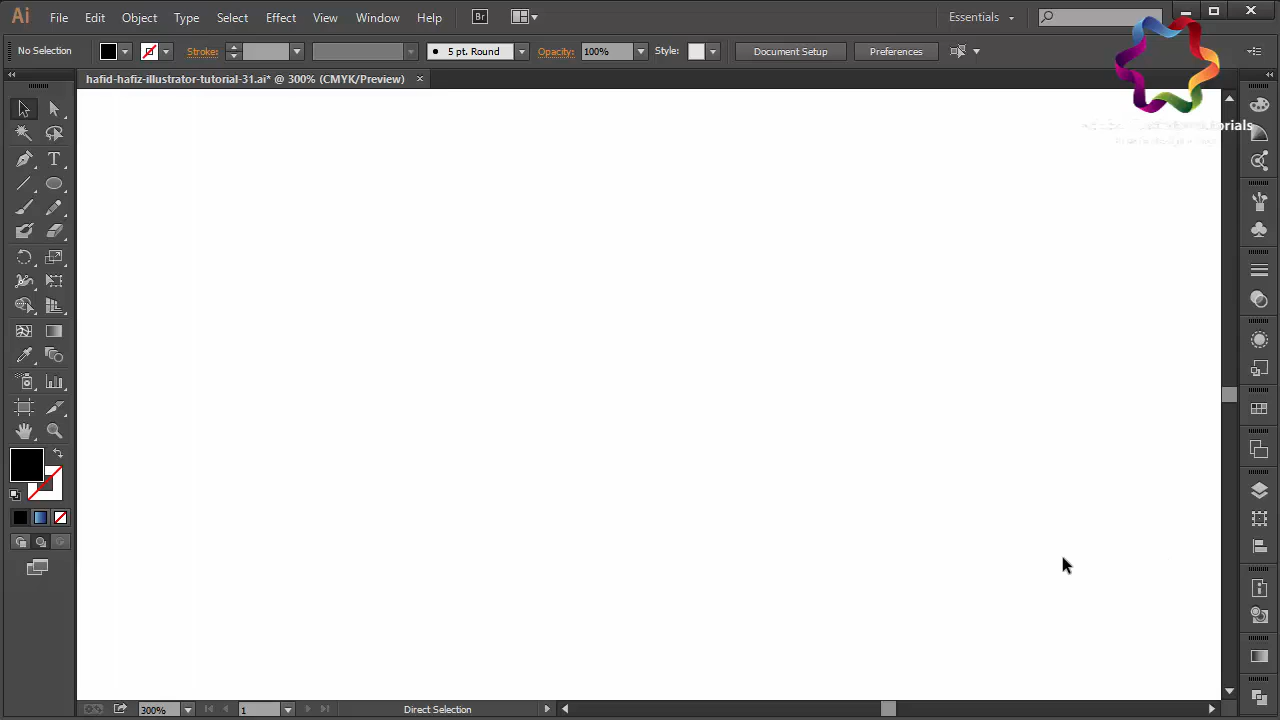 Ai File Edit Object Type Select Effect View Window Help Br Essentials
No Selection Stroke: 5 pt. Round Opacity: 100% Style: Document Setup Preferences
hafid-hafiz-illustrator-tutorial-31.ai* @ 300% (CMYK/Preview)
T
300% 1 Direct Selection